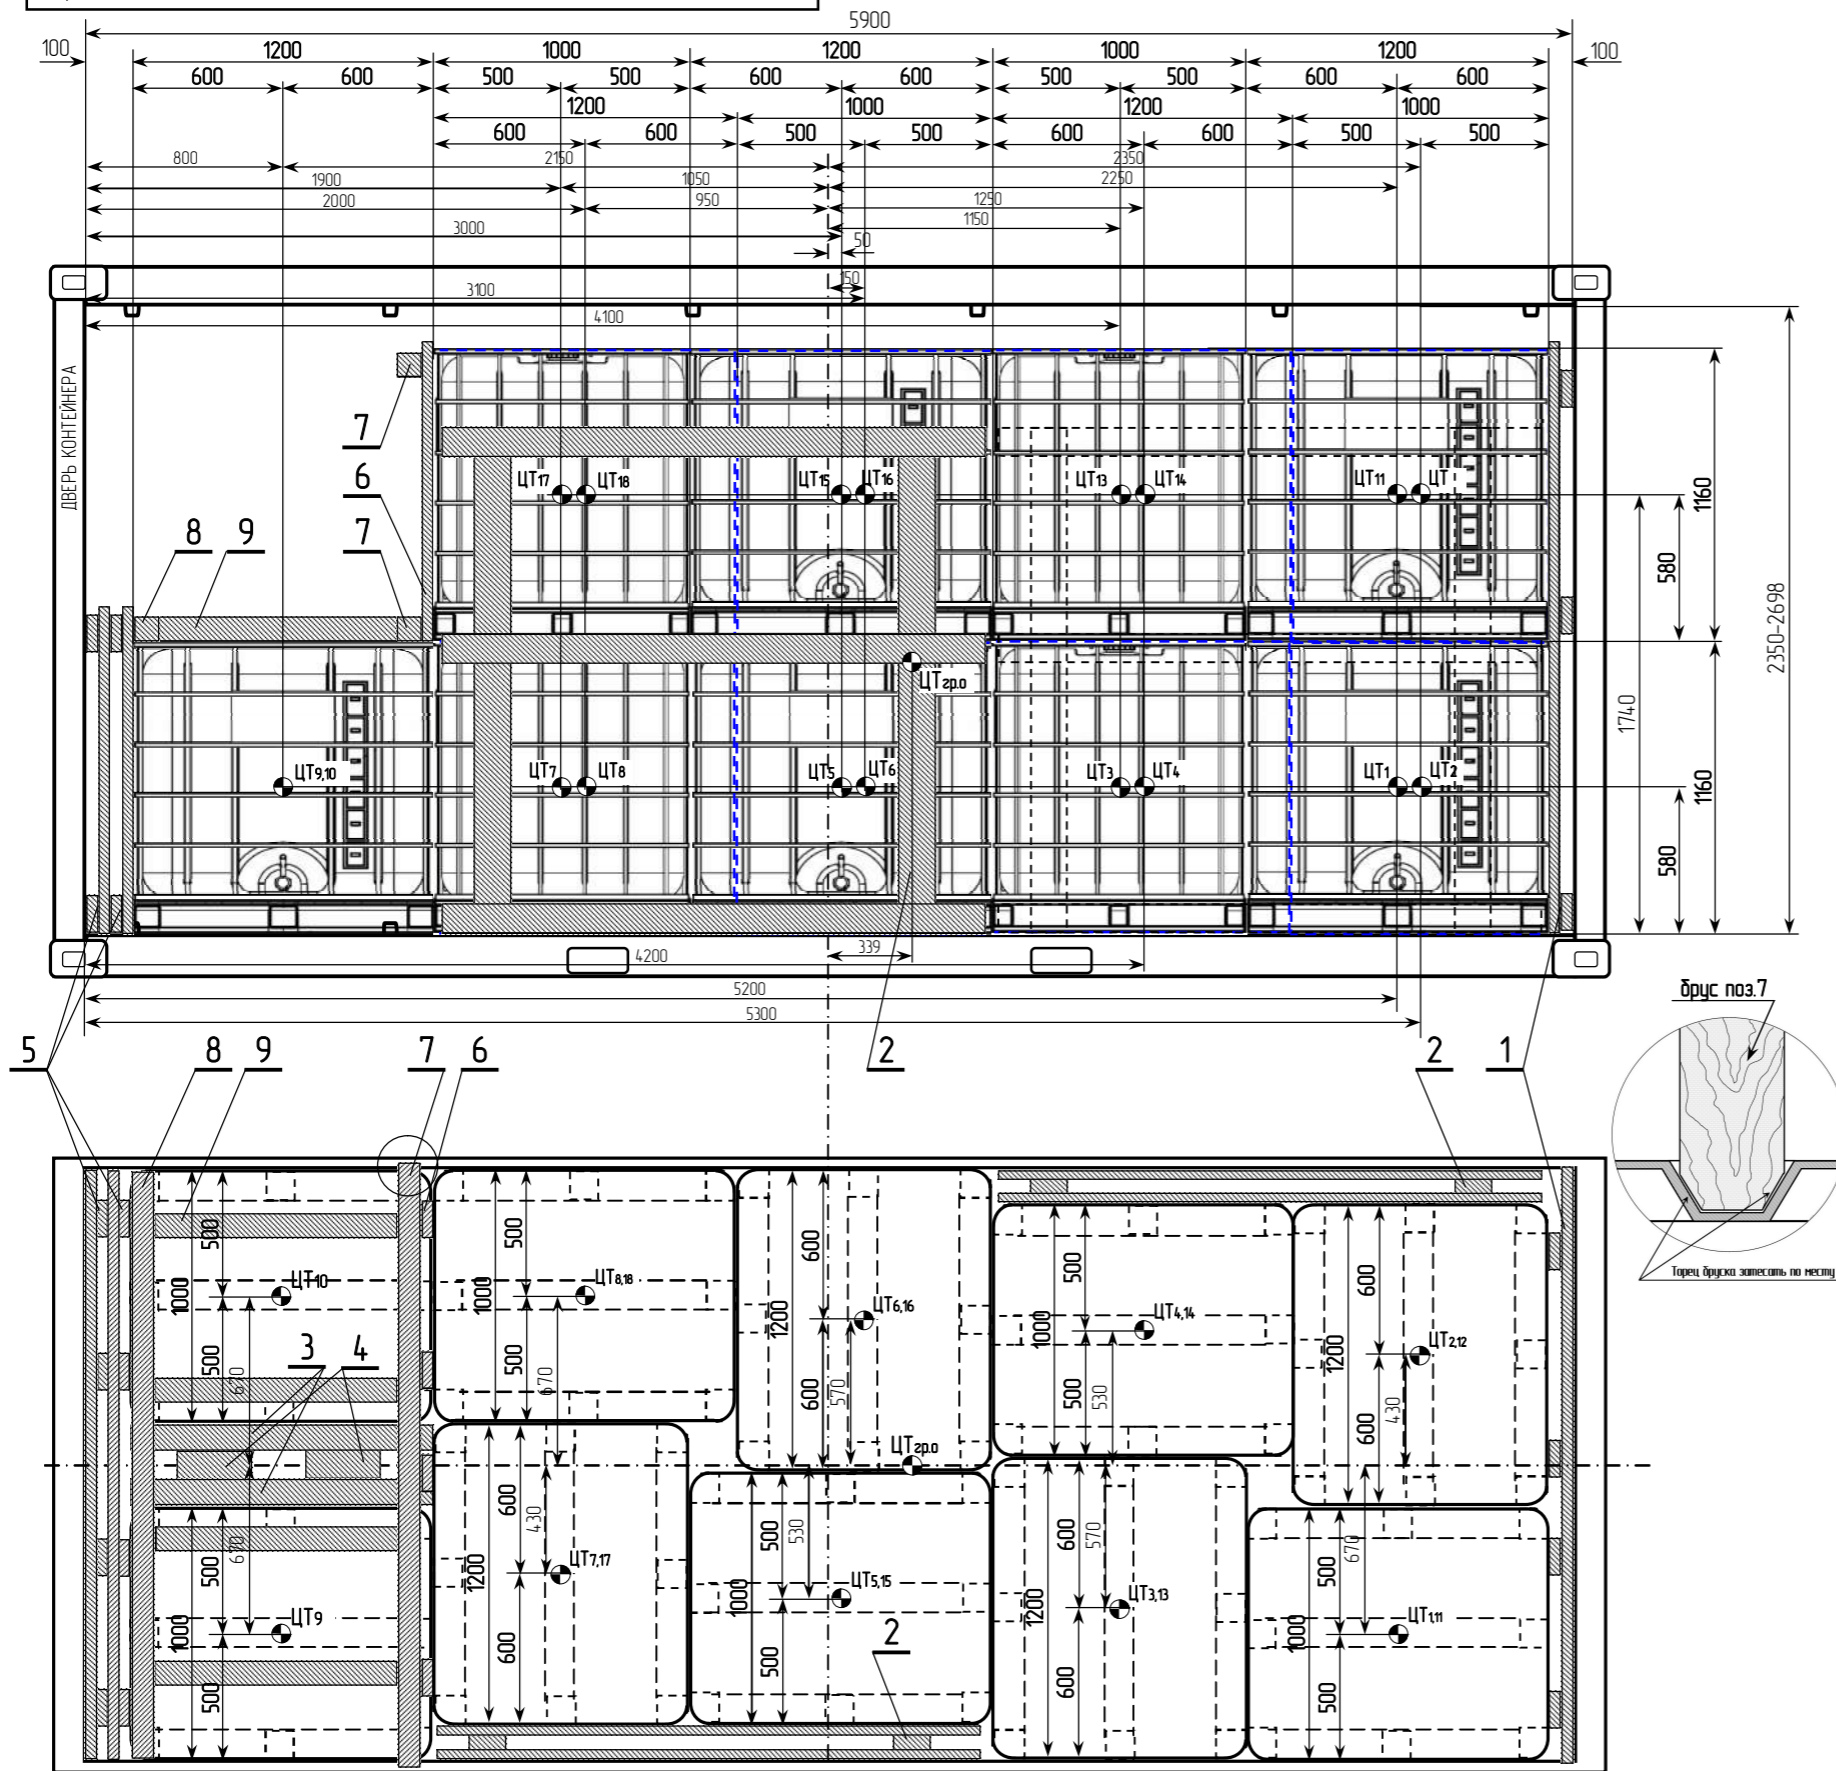 5900
100 1200 1000 1200 1000 1200 100
600 600 500 500 600 600 500 500 600 600
1200 1000 1200 1000
600 600 500 500 600 600 500 500
800 2150 2350
1900 1050 2250
2000 950 1250
3000 1150
50
150
3100
4100
ДВЕРЬ КОНТЕЙНЕРА
7
6
8 9 7
ЦТ17 ЦТ18 ЦТ15 ЦТ16 ЦТ13 ЦТ14 ЦТ11 ЦТ
1160
580
2350-2698
1740
1160
580
ЦТгр.о
ЦТ9,10 ЦТ7 ЦТ8 ЦТ5 ЦТ6 ЦТ3 ЦТ4 ЦТ1 ЦТ2
339
4200
5200
5300
брус поз.7
5 8 9 7 6 2 2 1
Торец бруска затесать по месту
2
500 500 600 500 600
1000 ЦТ10 1000 ЦТ8,18 1200 ЦТ6,16 1000 ЦТ4,14 1200 ЦТ2,12
500 670 500 670 600 570 500 530 600 430
3 4
ЦТгр.о
500 670 600 430 500 530 600 570 500 670
1000 ЦТ9 1200 ЦТ7,17 1000 ЦТ5,15 1200 ЦТ3,13 1000 ЦТ1,11
500 600 500 600 500
2